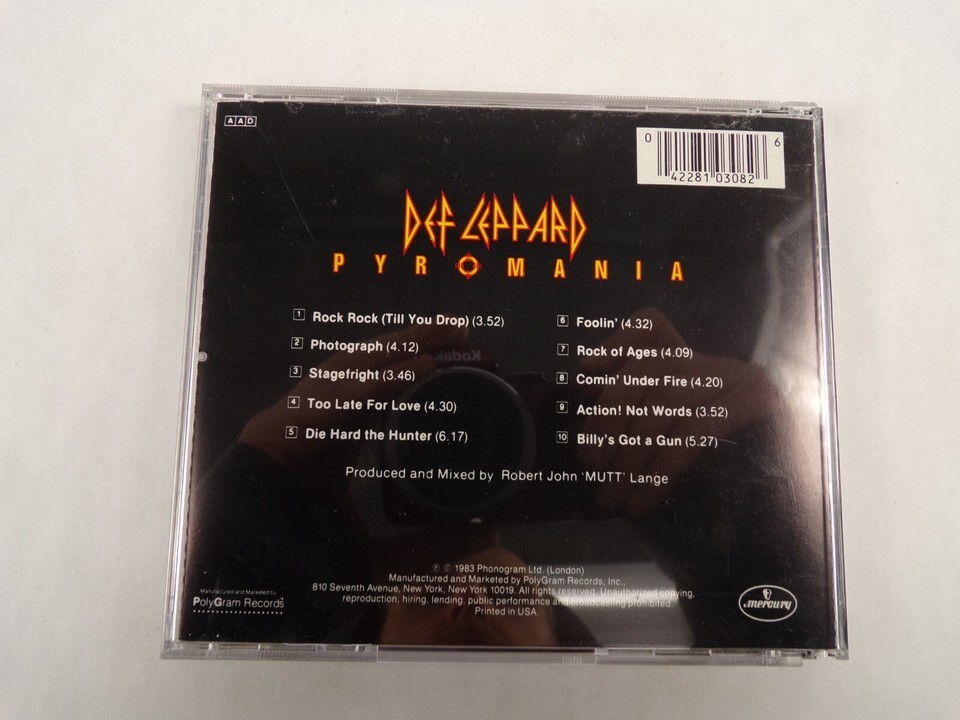 AAD
0 42281 03082 6
DEF LEPPARD
PYROMANIA
1 Rock Rock (Till You Drop) (3.52)
2 Photograph (4.12)
3 Stagefright (3.46)
4 Too Late For Love (4.30)
5 Die Hard the Hunter (6.17)
6 Foolin' (4.32)
7 Rock of Ages (4.09)
8 Comin' Under Fire (4.20)
9 Action! Not Words (3.52)
10 Billy's Got a Gun (5.27)
Produced and Mixed by Robert John 'MUTT' Lange
Kodak
℗ © 1983 Phonogram Ltd. (London)
Manufactured and Marketed by PolyGram Records, Inc.,
810 Seventh Avenue, New York, New York 10019. All rights reserved. Unauthorized copying,
reproduction, hiring, lending, public performance and broadcasting prohibited.
Printed in USA.
Manufactured and Marketed by
PolyGram Records
mercury